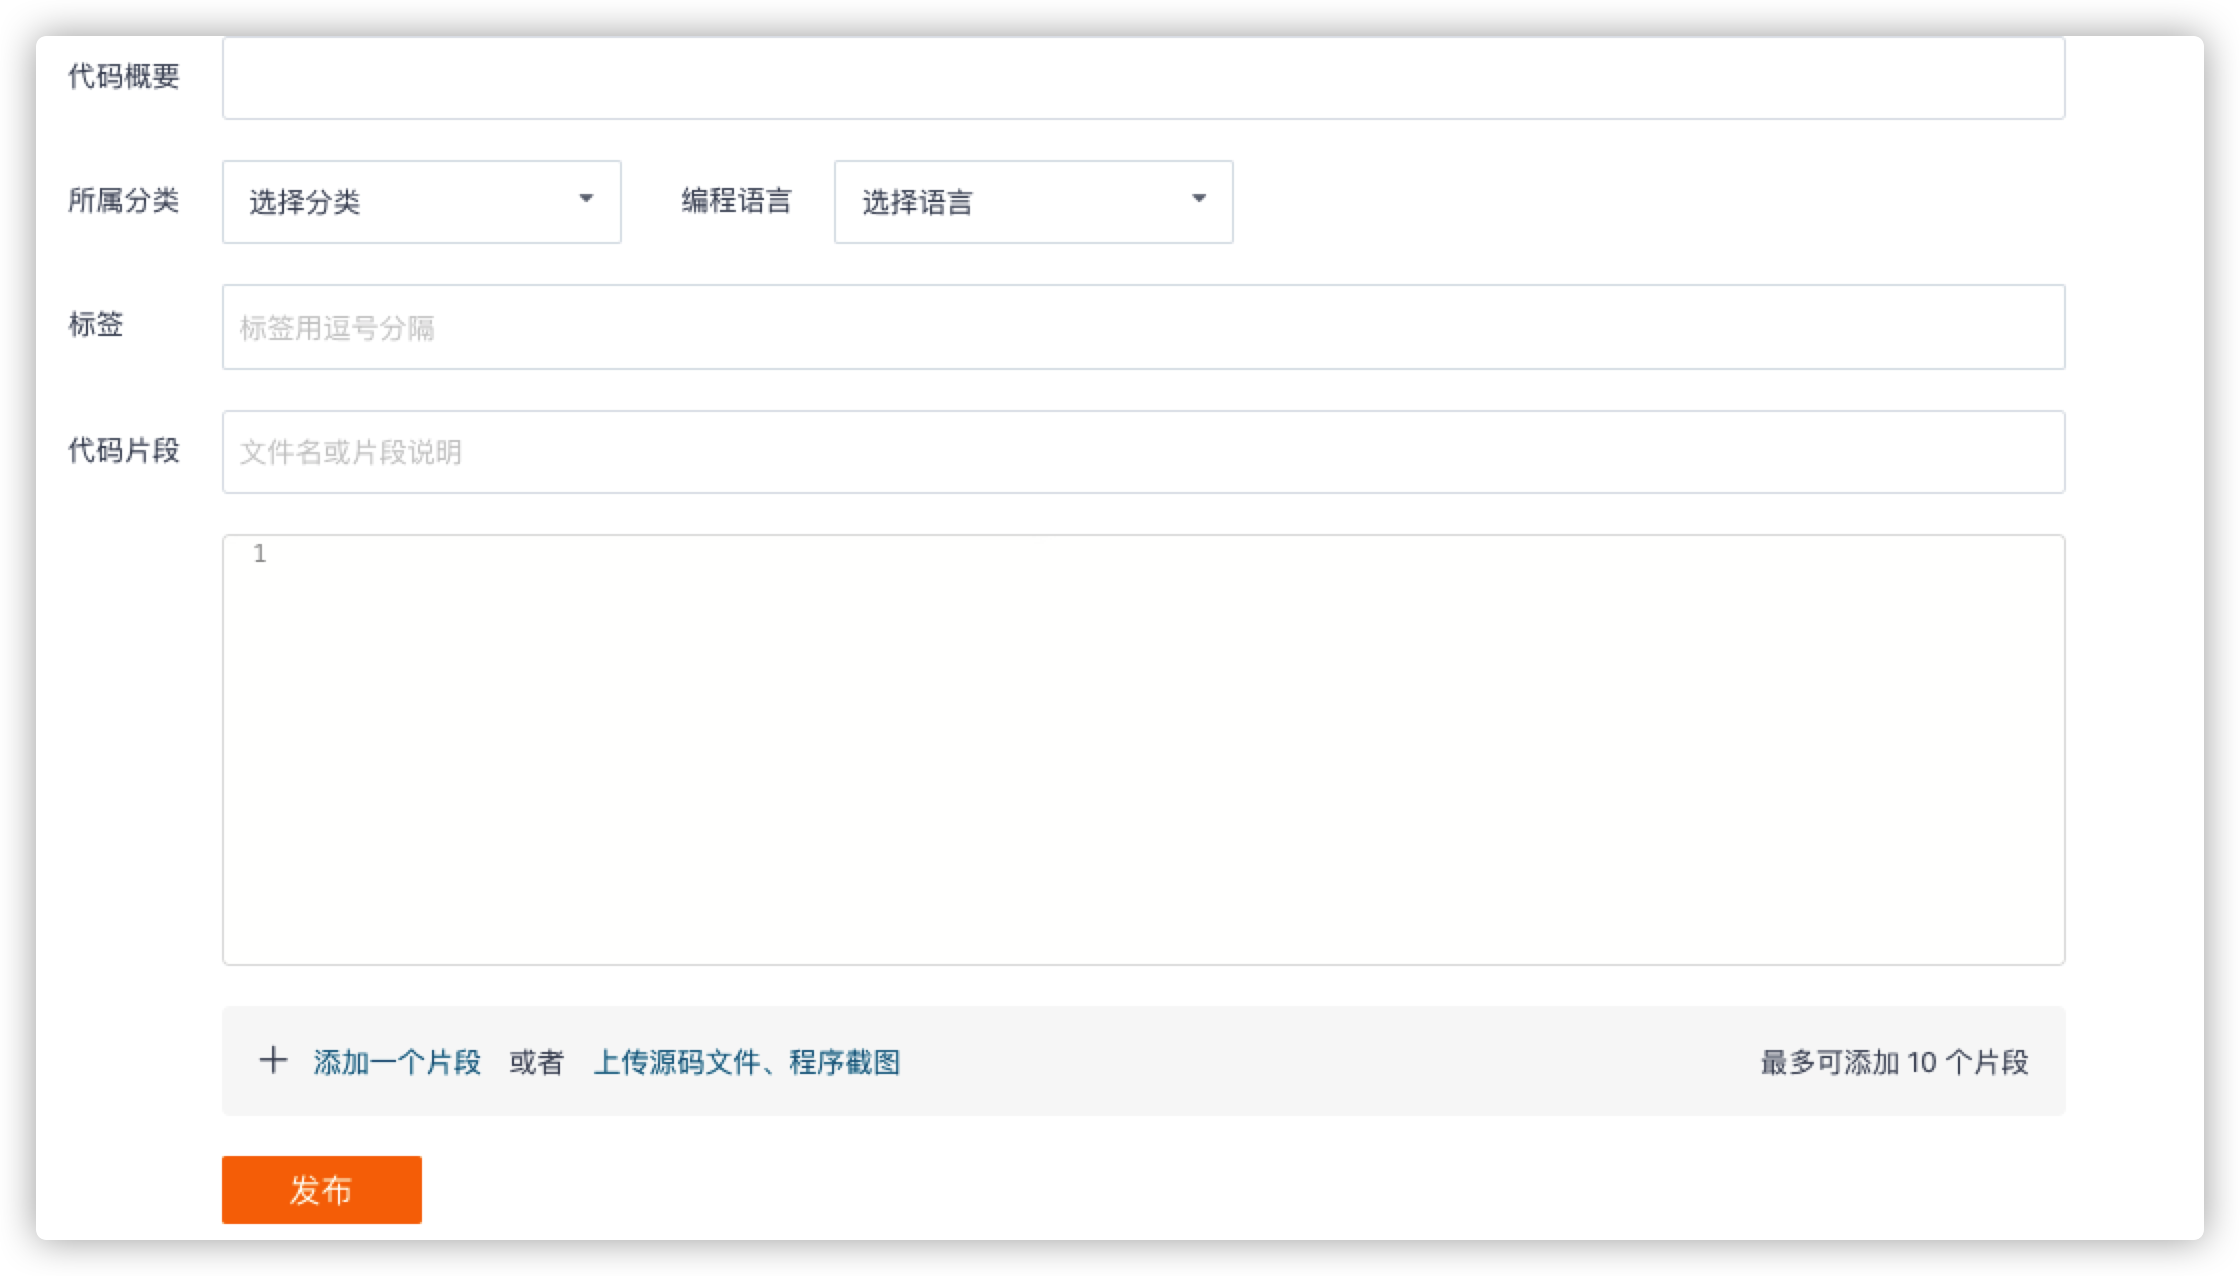 代码概要
所属分类 选择分类 编程语言 选择语言
标签 标签用逗号分隔
代码片段 文件名或片段说明
1
添加一个片段 或者 上传源码文件、程序截图 最多可添加 10 个片段
发布